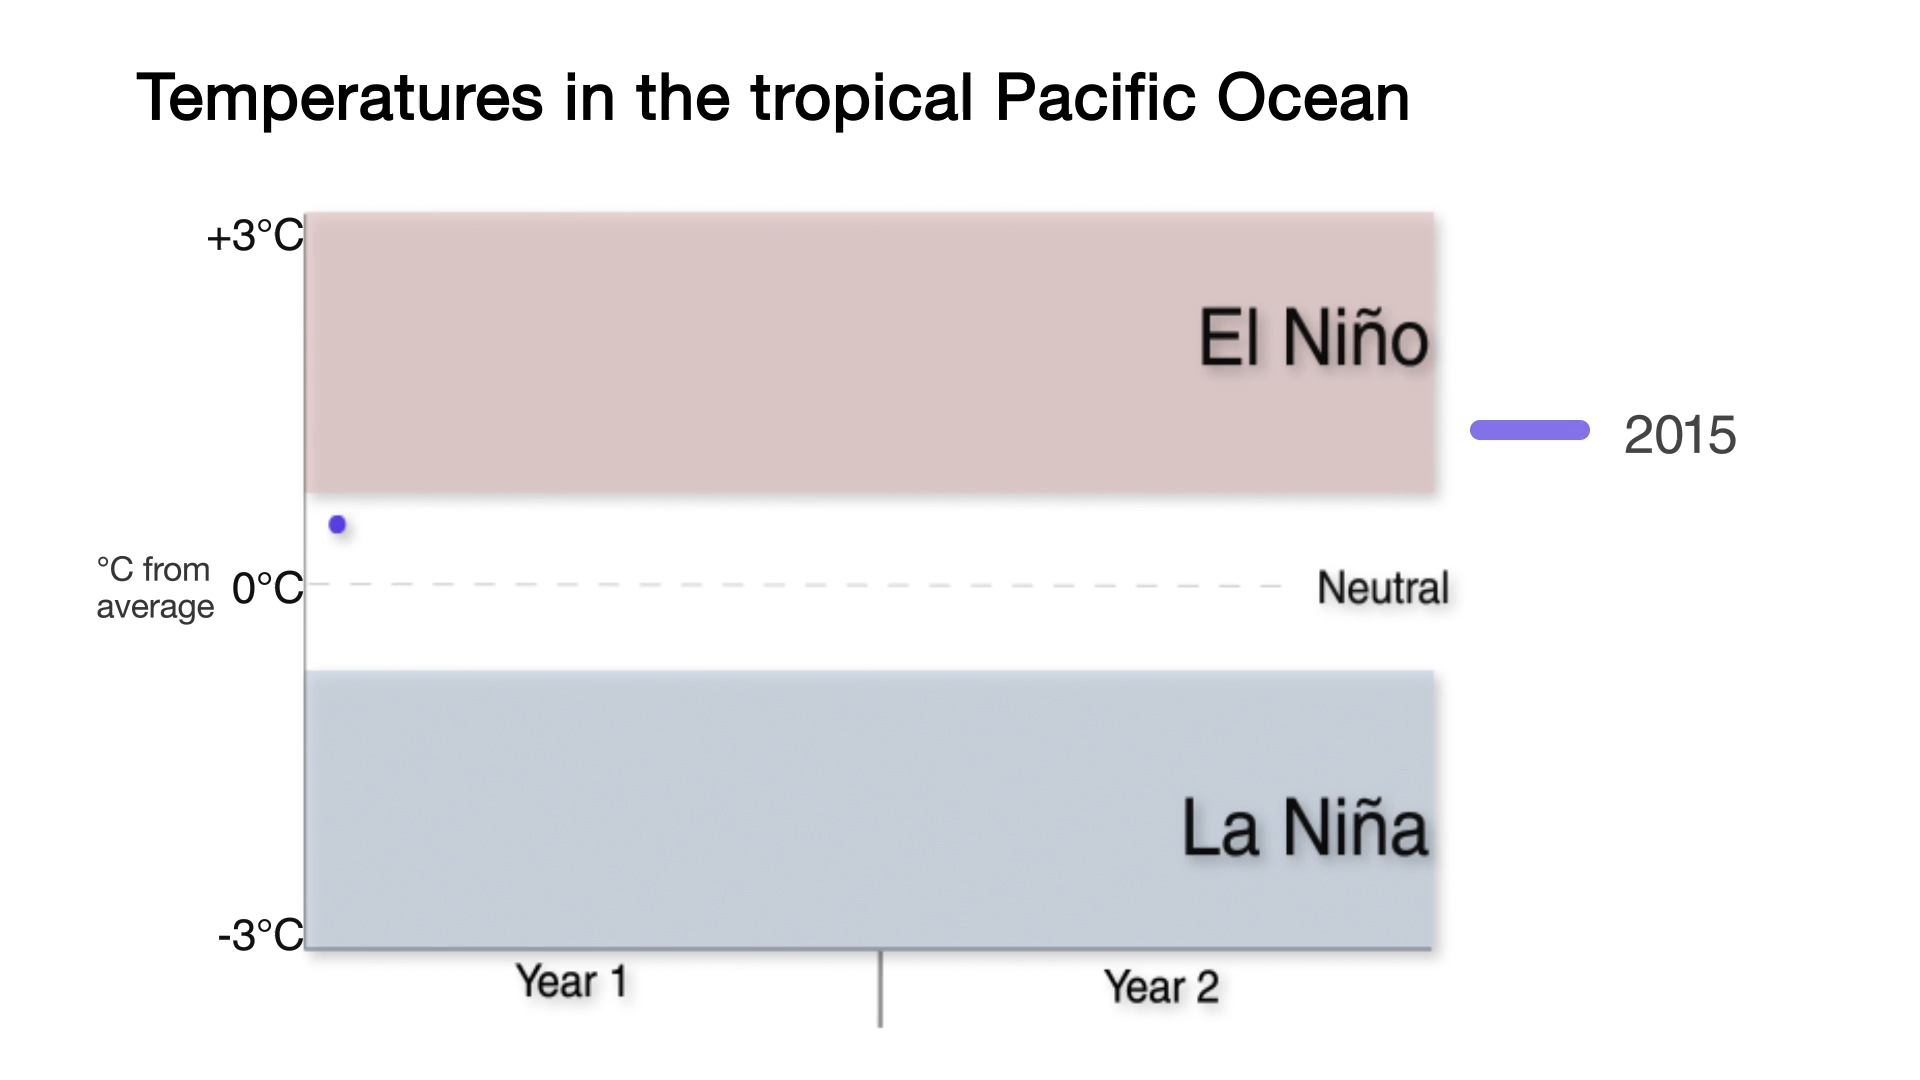 Temperatures in the tropical Pacific Ocean
+3°C
El Niño
2015
°C from
average
0°C
Neutral
La Niña
-3°C
Year 1
Year 2